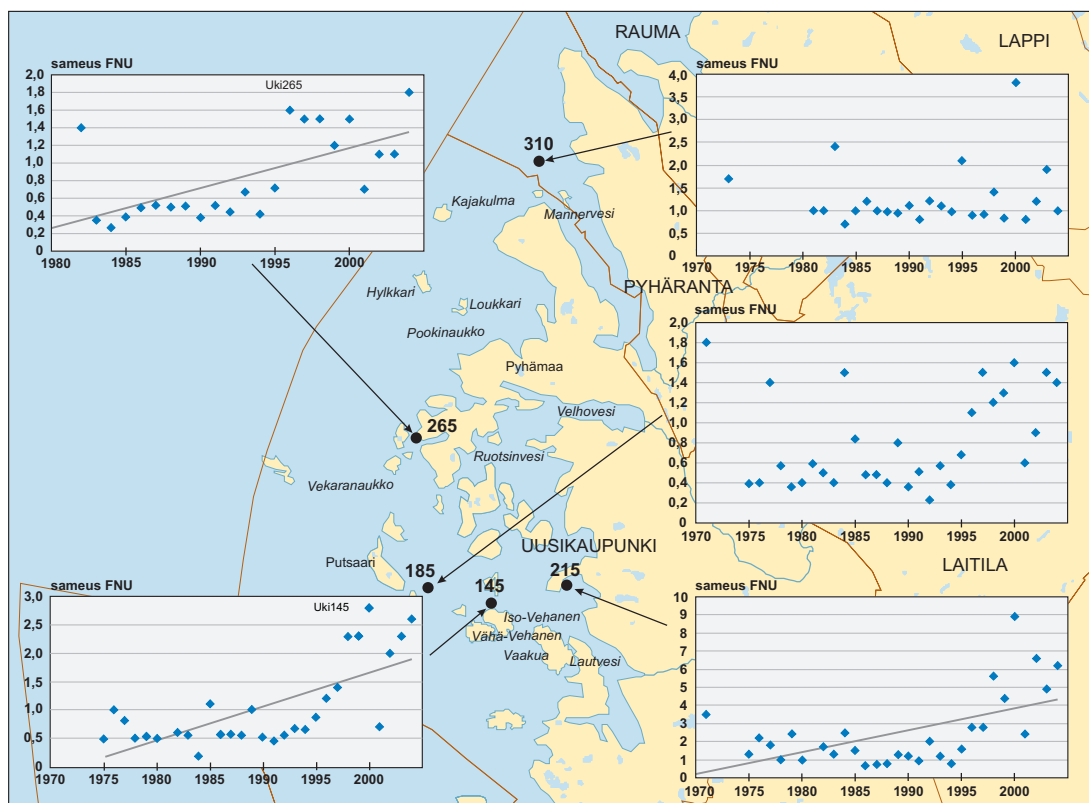 RAUMA
LAPPI
sameus FNU
Uki265
2,0
1,8
1,6
1,4
1,2
1,0
0,8
0,6
0,4
0,2
0
1980 1985 1990 1995 2000
sameus FNU
4,0
3,5
3,0
2,5
2,0
1,5
1,0
0,5
0
1970 1975 1980 1985 1990 1995 2000
310
Kajakulma
Mannervesi
Hylkkari
Loukkari
Pookinaukko
PYHÄRANTA
Pyhämaa
Velhovesi
265
Ruotsinvesi
Vekaranaukko
sameus FNU
2,0
1,8
1,6
1,4
1,2
1,0
0,8
0,6
0,4
0,2
0
1970 1975 1980 1985 1990 1995 2000
UUSIKAUPUNKI
LAITILA
Putsaari
185
145
215
Iso-Vehanen
Vähä-Vehanen
Vaakua
Lautvesi
sameus FNU
Uki145
3,0
2,5
2,0
1,5
1,0
0,5
0
1970 1975 1980 1985 1990 1995 2000
sameus FNU
10
9
8
7
6
5
4
3
2
1
0
1970 1975 1980 1985 1990 1995 2000